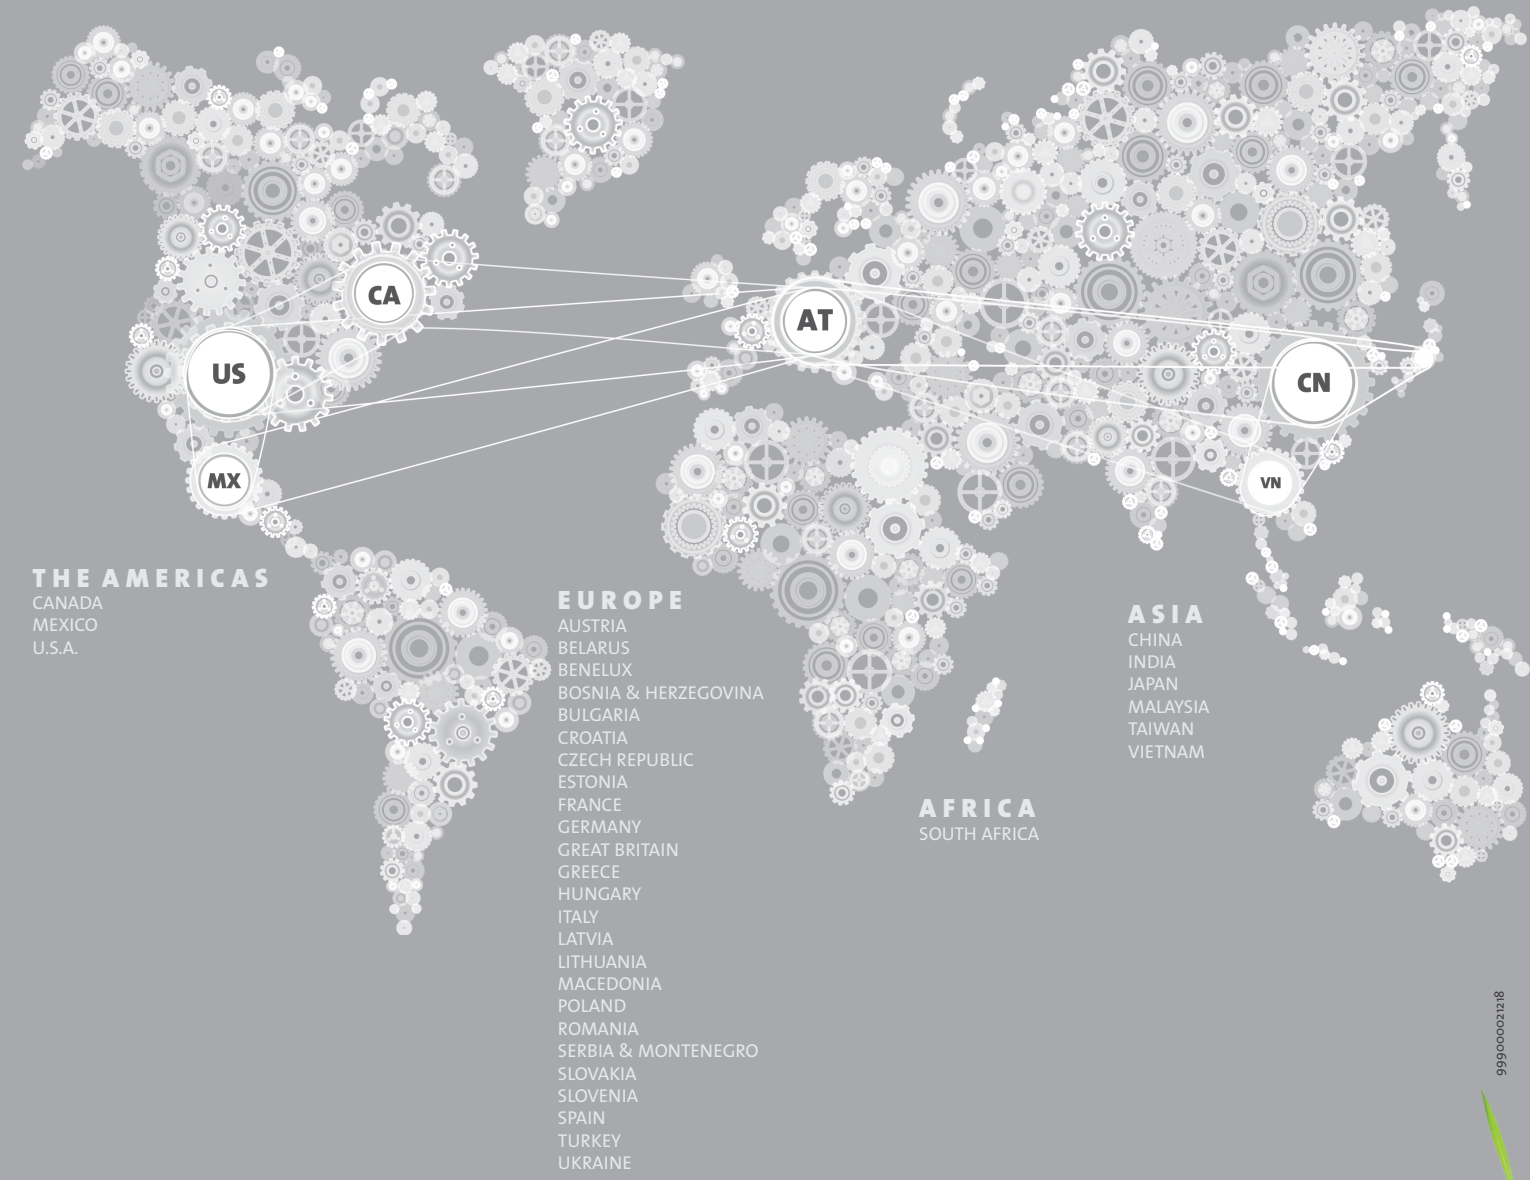 CA
AT
US
CN
MX
VN
THE AMERICAS
CANADA
MEXICO
U.S.A.
EUROPE
AUSTRIA
BELARUS
BENELUX
BOSNIA & HERZEGOVINA
BULGARIA
CROATIA
CZECH REPUBLIC
ESTONIA
FRANCE
GERMANY
GREAT BRITAIN
GREECE
HUNGARY
ITALY
LATVIA
LITHUANIA
MACEDONIA
POLAND
ROMANIA
SERBIA & MONTENEGRO
SLOVAKIA
SLOVENIA
SPAIN
TURKEY
UKRAINE
AFRICA
SOUTH AFRICA
ASIA
CHINA
INDIA
JAPAN
MALAYSIA
TAIWAN
VIETNAM
999000021218